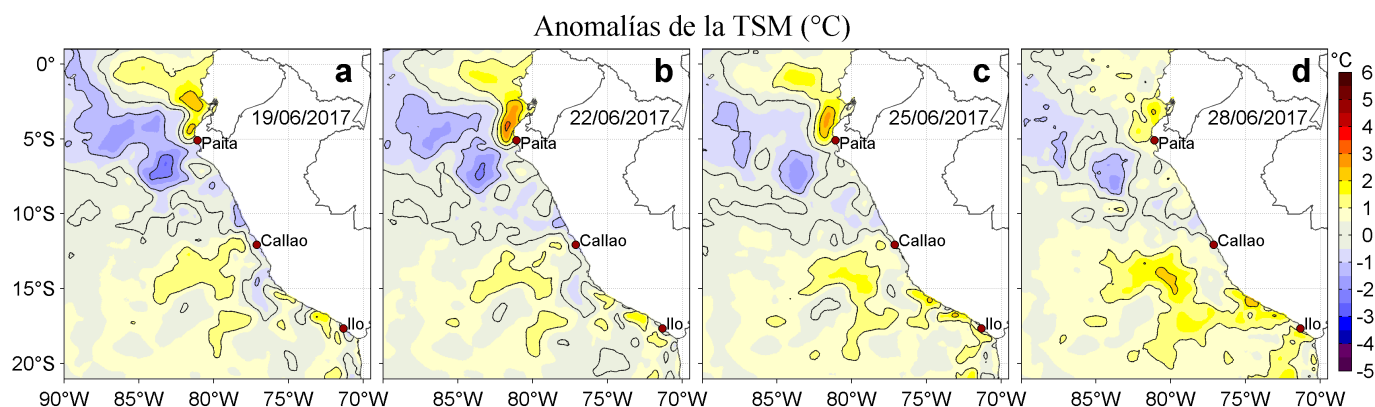 Anomalías de la TSM (°C)
a
19/06/2017
Paita
Callao
Ilo
b
22/06/2017
Paita
Callao
Ilo
c
25/06/2017
Paita
Callao
Ilo
d
28/06/2017
Paita
Callao
Ilo
0°
5°S
10°S
15°S
20°S
90°W 85°W 80°W 75°W 70°W
85°W 80°W 75°W 70°W
85°W 80°W 75°W 70°W
85°W 80°W 75°W 70°W
°C
6
5
4
3
2
1
0
-1
-2
-3
-4
-5